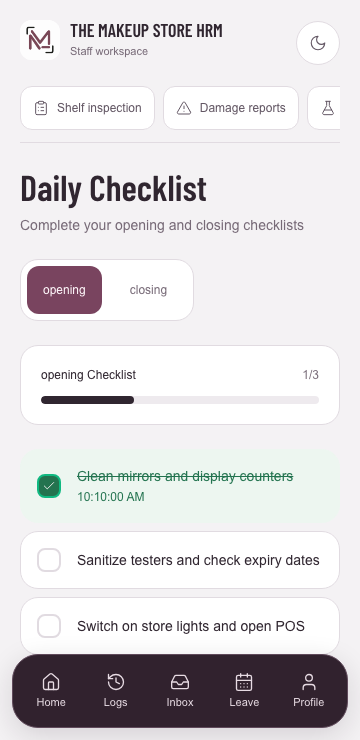 THE MAKEUP STORE HRM
Staff workspace
Shelf inspection
Damage reports
Daily Checklist
Complete your opening and closing checklists
opening
closing
opening Checklist
1/3
Clean mirrors and display counters
10:10:00 AM
Sanitize testers and check expiry dates
Switch on store lights and open POS
Home
Logs
Inbox
Leave
Profile